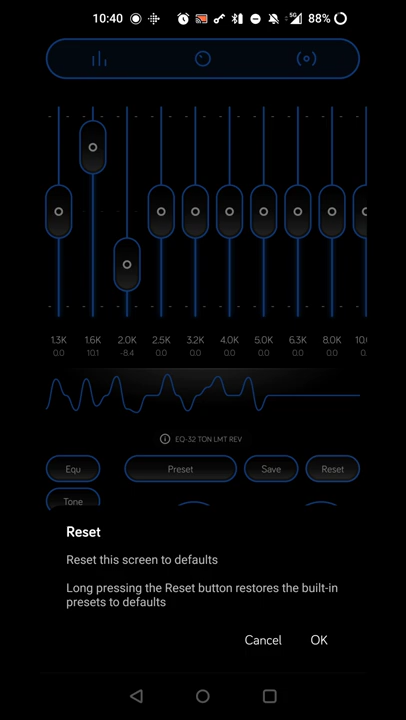 10:40 5G 88%
1.3K 1.6K 2.0K 2.5K 3.2K 4.0K 5.0K 6.3K 8.0K
0.0 10.1 -8.4 0.0 0.0 0.0 0.0 0.0 0.0
EQ-32 TON LMT REV
Equ Preset Save Reset
Tone
Reset
Reset this screen to defaults
Long pressing the Reset button restores the built-in
presets to defaults
Cancel OK